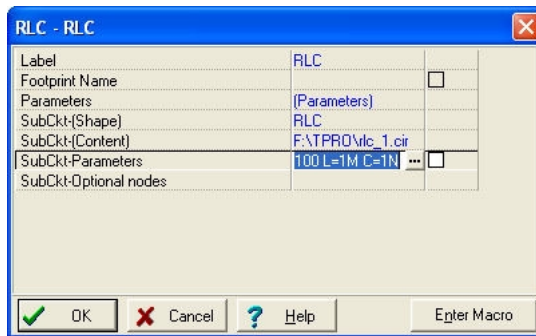 RLC - RLC
Label RLC
Footprint Name
Parameters (Parameters)
SubCkt-(Shape) RLC
SubCkt-(Content) F:\TPRO\rlc_1.cir
SubCkt-Parameters 100 L=1M C=1N ...
SubCkt-Optional nodes
OK Cancel ? Help Enter Macro